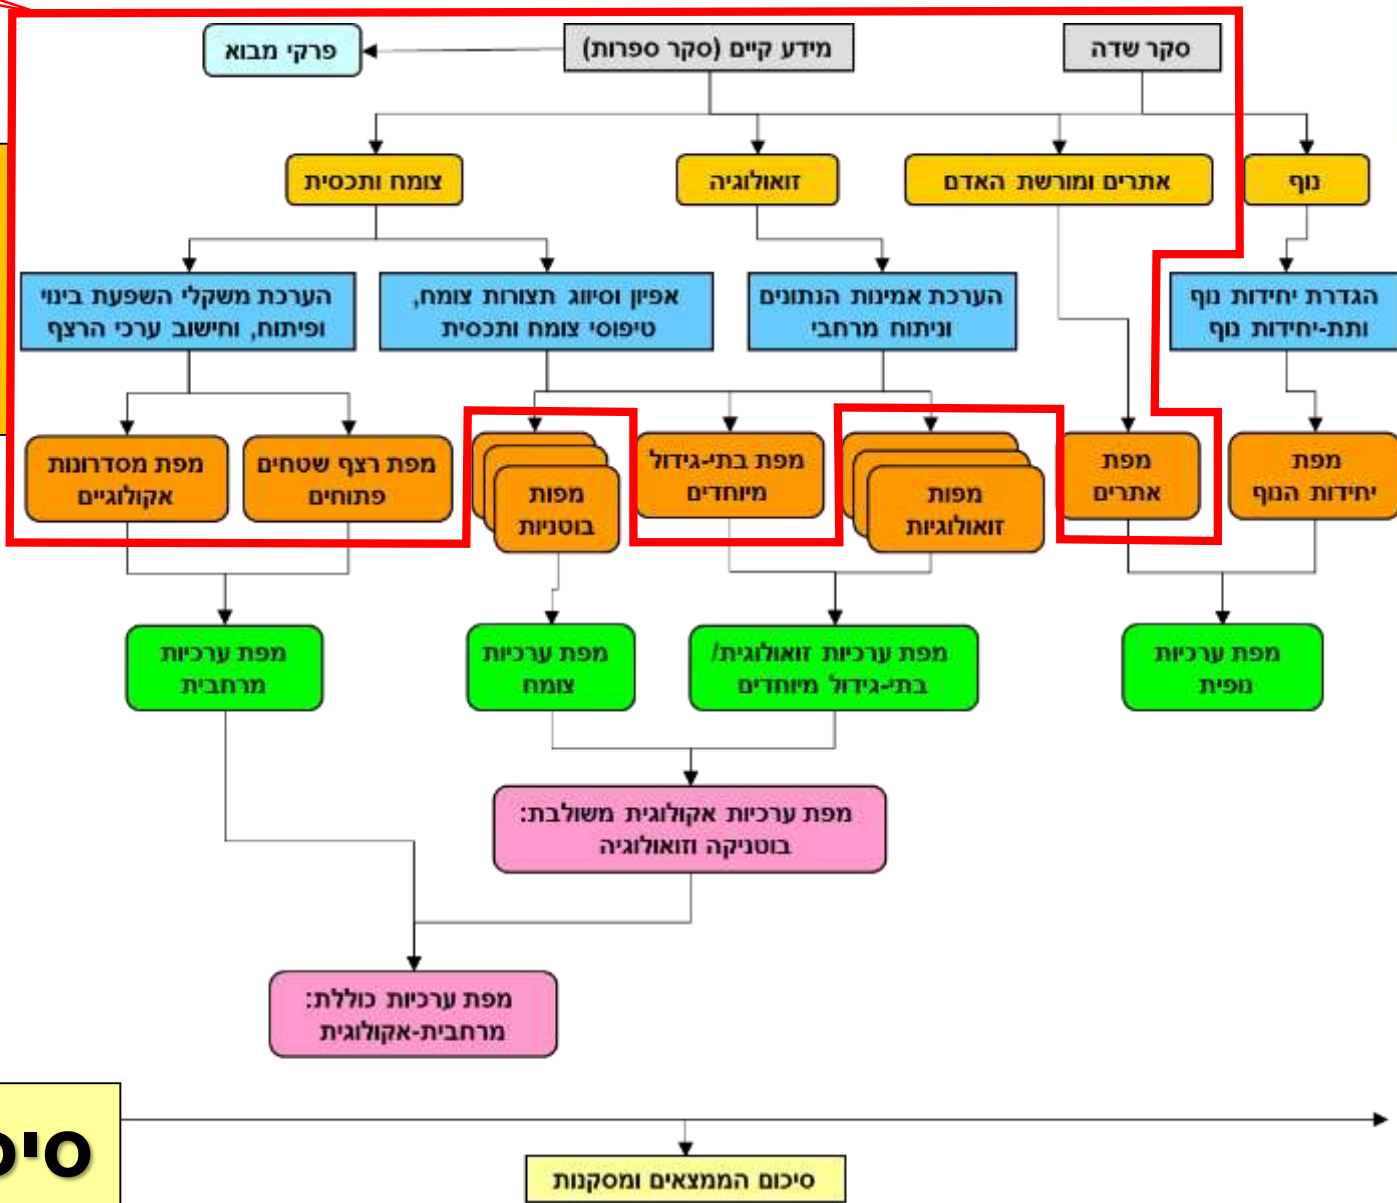 סקר שדה
מידע קיים (סקר ספרות)
פרקי מבוא
נוף
אתרים ומורשת האדם
זואולוגיה
צומח ותכסית
הגדרת יחידות נוף
ותת-יחידות נוף
הערכת אמינות הנתונים
וניתוח מרחבי
אפיון וסיווג תצורות צומח,
טיפוסי צומח ותכסית
הערכת משקלי השפעת בינוי
ופיתוח, וחישוב ערכי הרצף
מפת
יחידות הנוף
מפת
אתרים
מפות
זואולוגיות
מפת בתי-גידול
מיוחדים
מפות
בוטניות
מפת רצף שטחים
פתוחים
מפת מסדרונות
אקולוגיים
מפת ערכיות
נופית
מפת ערכיות זואולוגית/
בתי-גידול מיוחדים
מפת ערכיות
צומח
מפת ערכיות
מרחבית
מפת ערכיות אקולוגית משולבת:
בוטניקה וזואולוגיה
מפת ערכיות כוללת:
מרחבית-אקולוגית
סיכום הממצאים ומסקנות